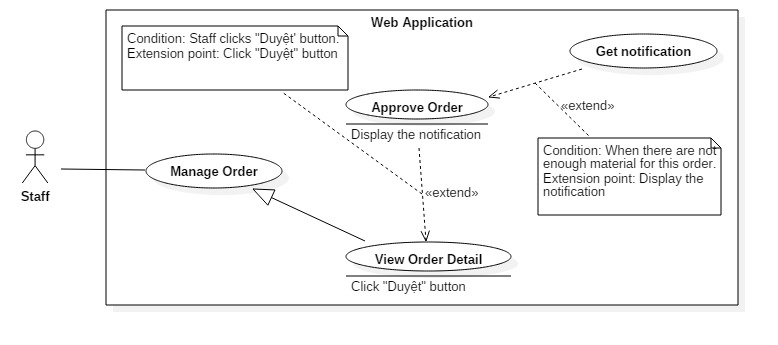 Web Application
Condition: Staff clicks "Duyệt' button.
Extension point: Click "Duyệt" button
Get notification
Approve Order
«extend»
Display the notification
Condition: When there are not
enough material for this order.
Extension point: Display the
notification
Manage Order
Staff
«extend»
View Order Detail
Click "Duyệt" button